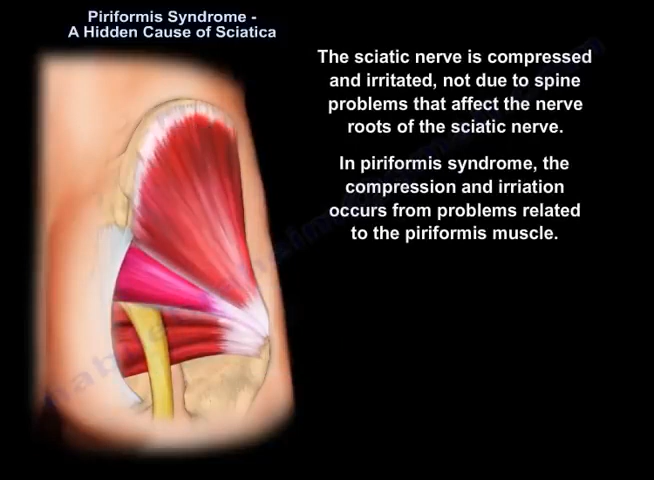 Piriformis Syndrome -
A Hidden Cause of Sciatica
The sciatic nerve is compressed
and irritated, not due to spine
problems that affect the nerve
roots of the sciatic nerve.
In piriformis syndrome, the
compression and irriation
occurs from problems related
to the piriformis muscle.